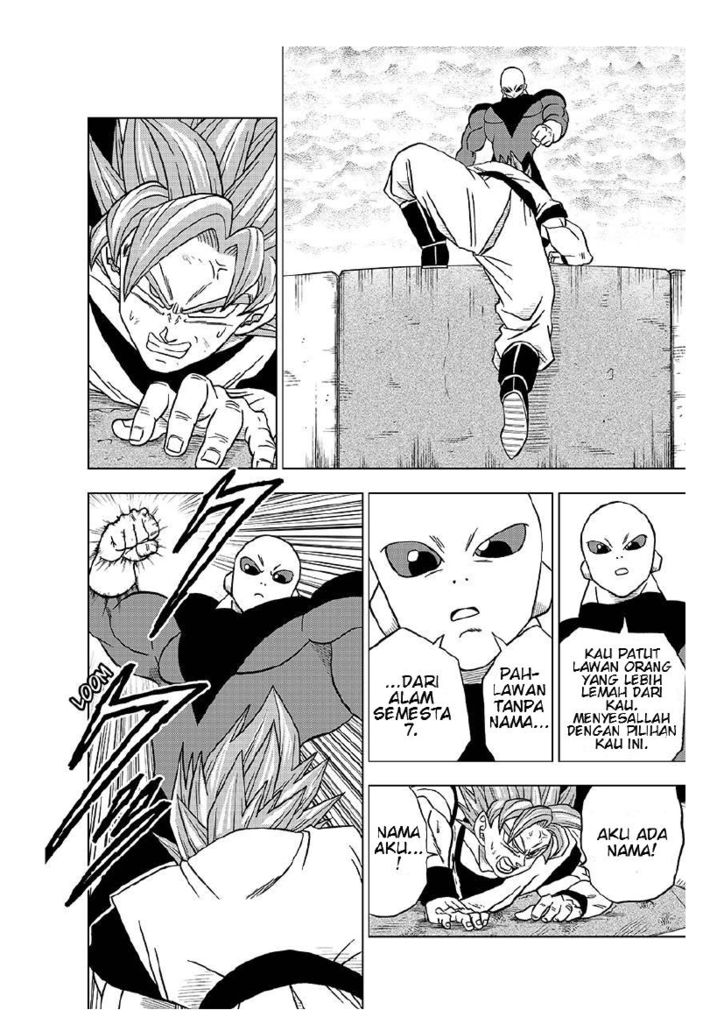 KAU PATUT
LAWAN ORANG
YANG LEBIH
LEMAH DARI
KAU.
MENYESALLAH
DENGAN PILIHAN
KAU INI.
PAH-
LAWAN
TANPA
NAMA...
...DARI
ALAM
SEMESTA
7.
LOOM
AKU ADA
NAMA!
NAMA
AKU...
!